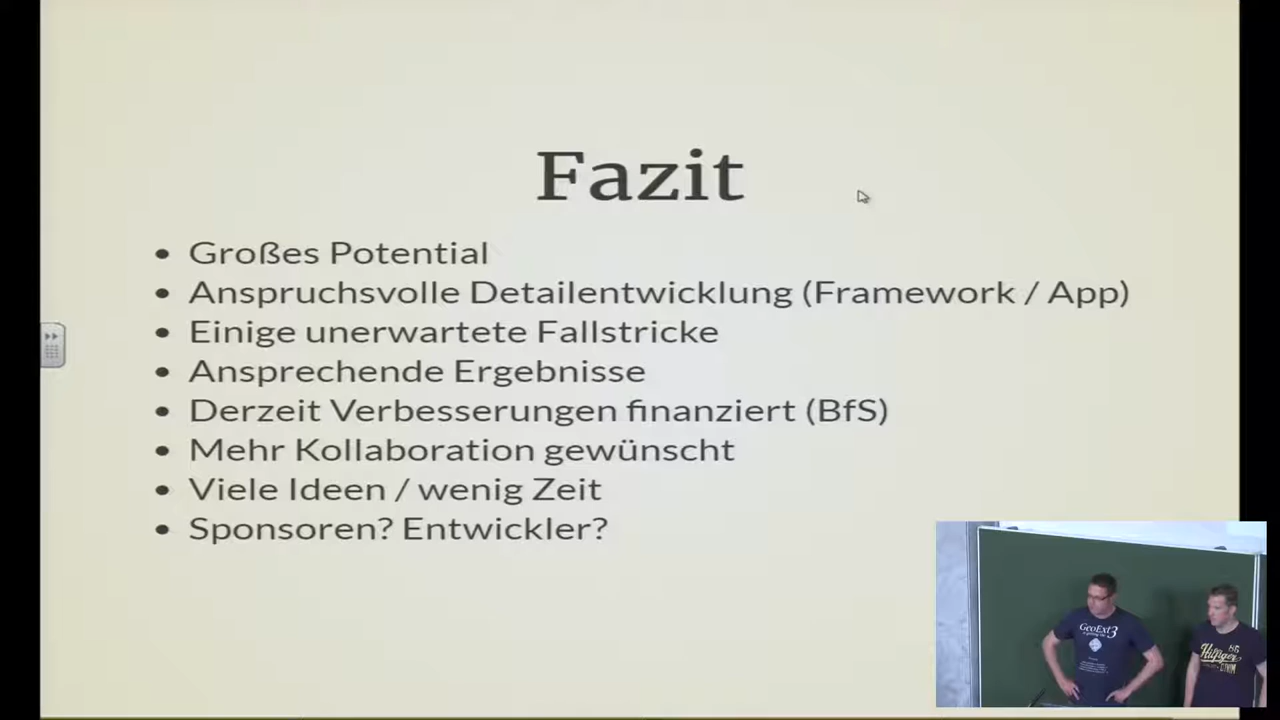 Fazit
• Großes Potential
• Anspruchsvolle Detailentwicklung (Framework / App)
• Einige unerwartete Fallstricke
• Ansprechende Ergebnisse
• Derzeit Verbesserungen finanziert (BfS)
• Mehr Kollaboration gewünscht
• Viele Ideen / wenig Zeit
• Sponsoren? Entwickler?
GeoExt3
Hilfiger